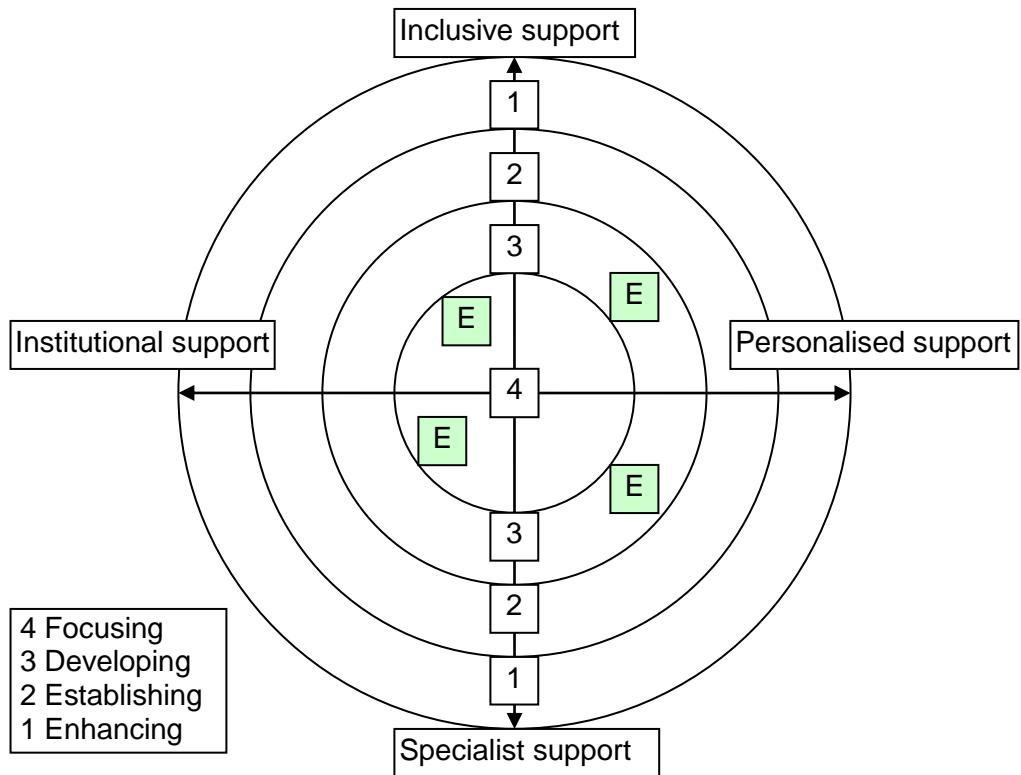 Inclusive support
1
2
3
E
E
Institutional support
Personalised support
4
E
E
3
2
1
4 Focusing
3 Developing
2 Establishing
1 Enhancing
Specialist support